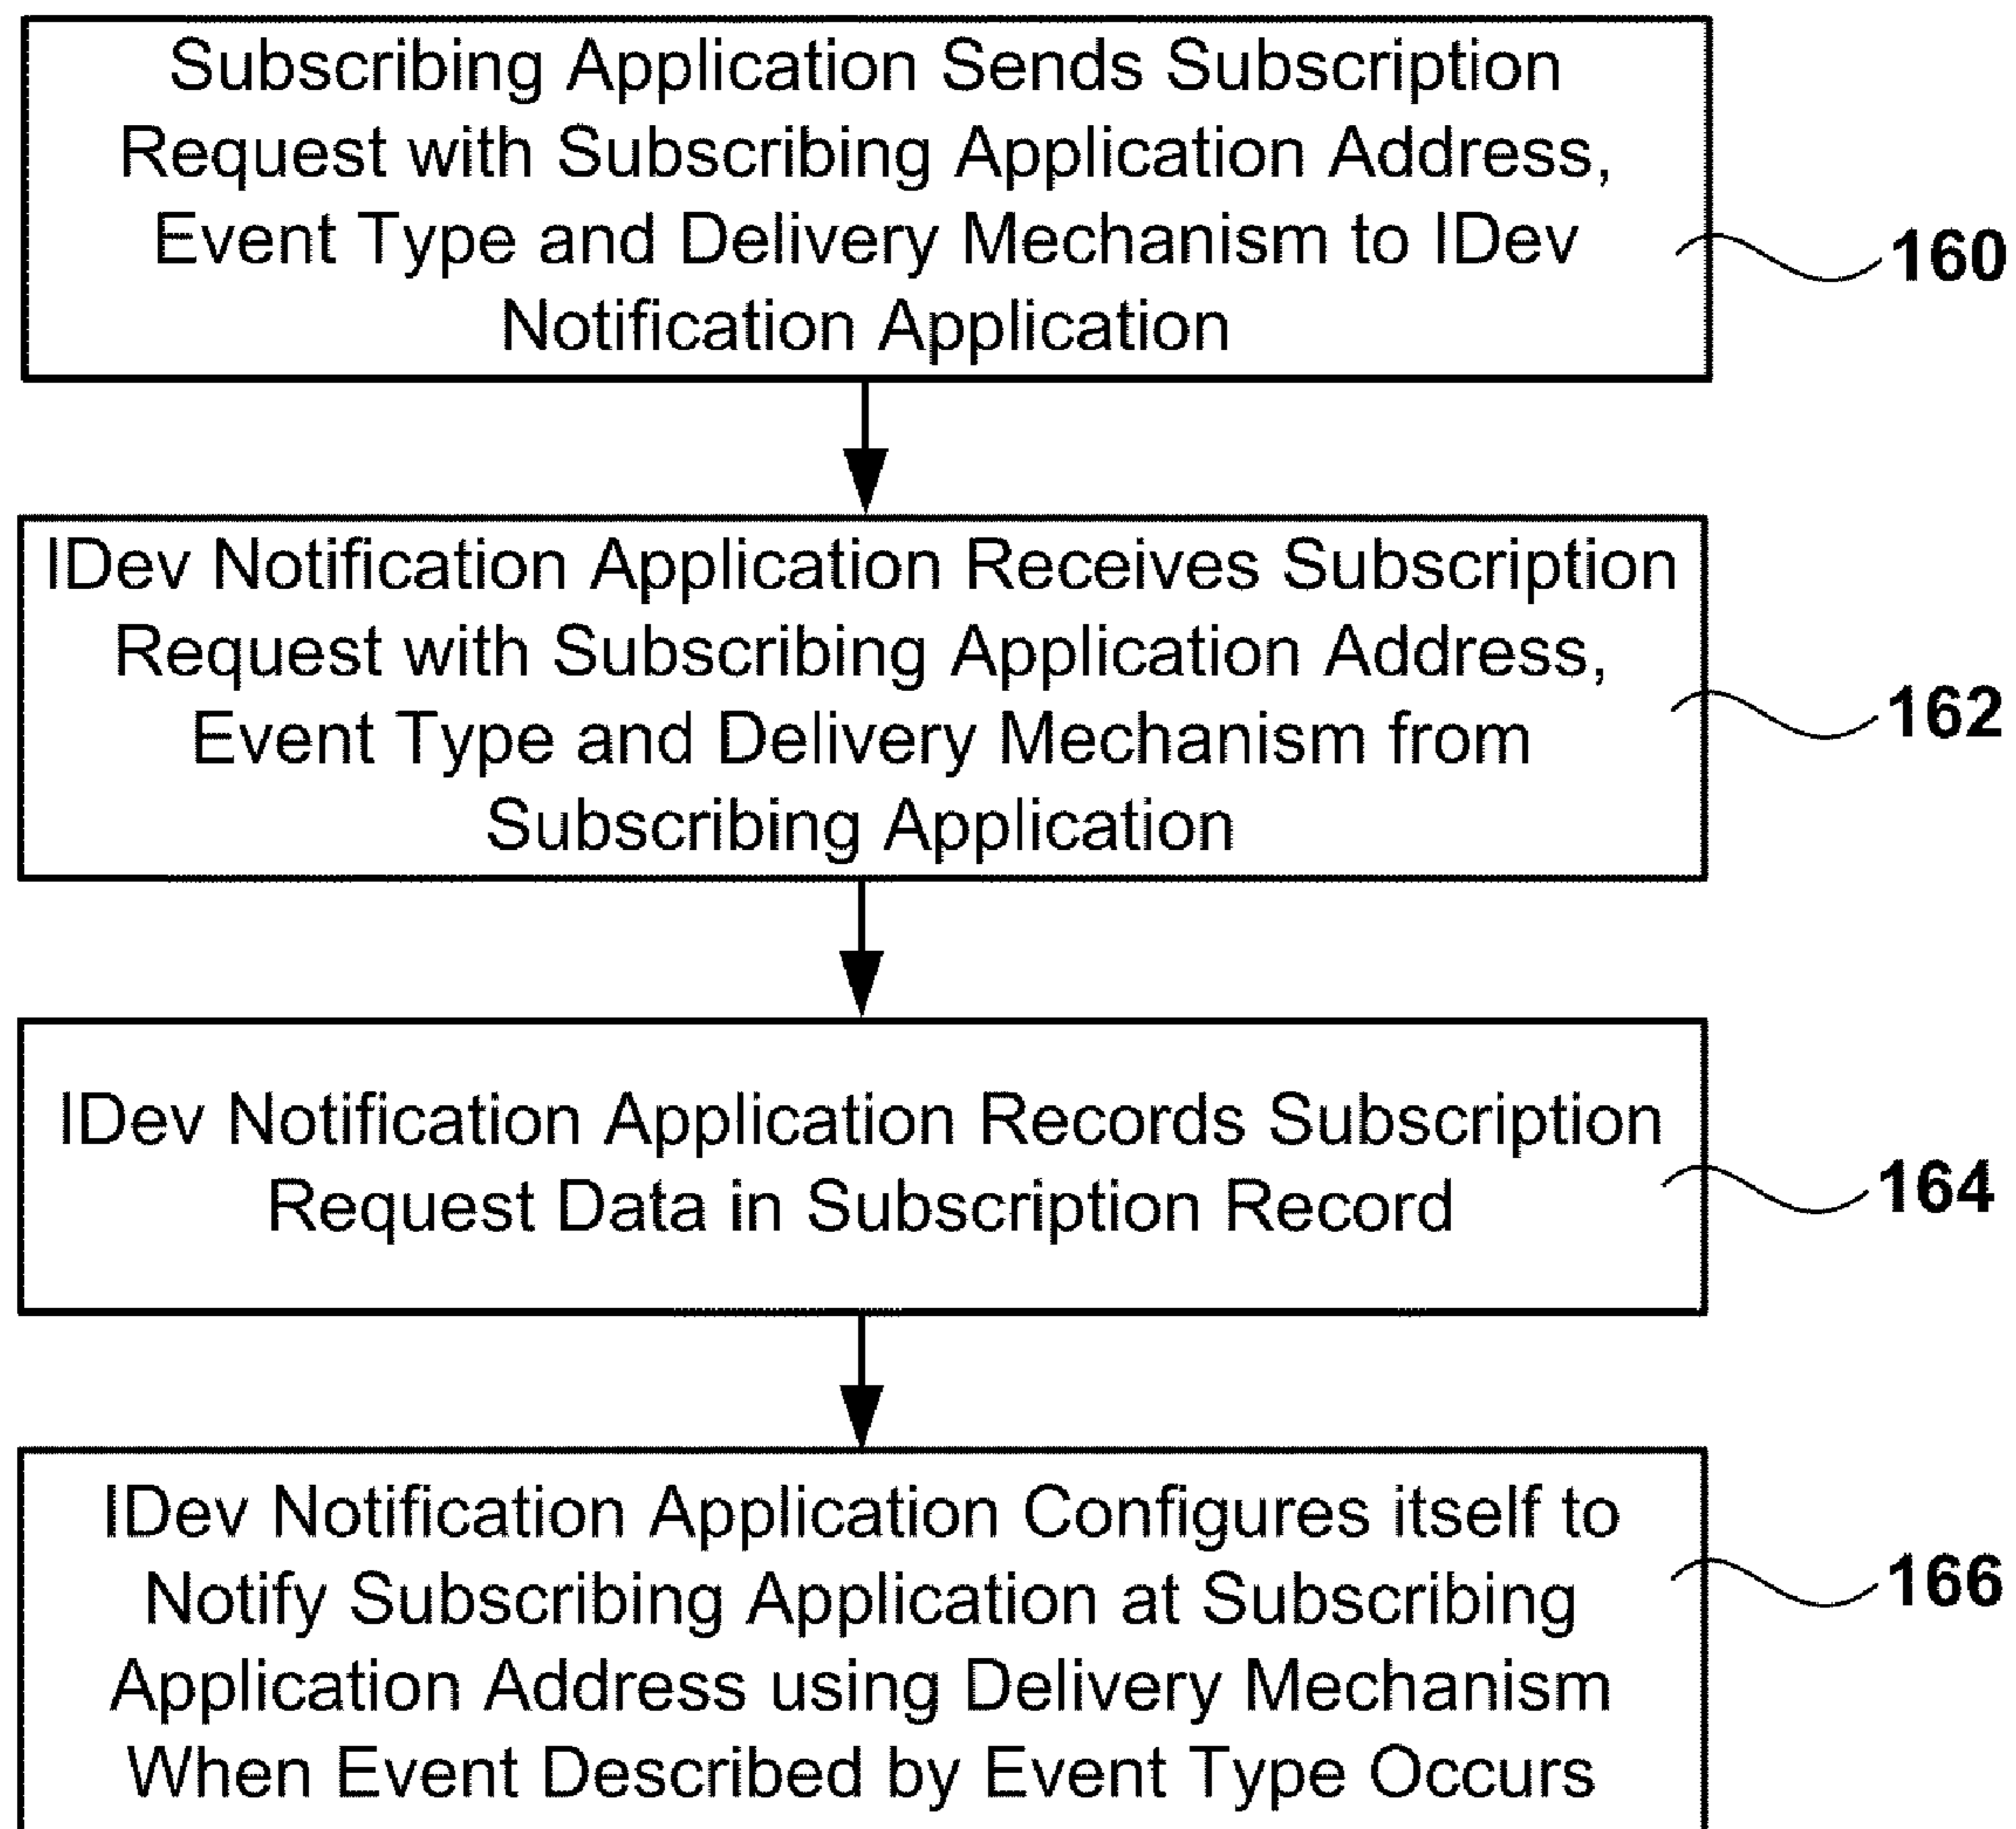 Subscribing Application Sends Subscription
Request with Subscribing Application Address,
Event Type and Delivery Mechanism to IDev
Notification Application
160
IDev Notification Application Receives Subscription
Request with Subscribing Application Address,
Event Type and Delivery Mechanism from
Subscribing Application
162
IDev Notification Application Records Subscription
Request Data in Subscription Record
164
IDev Notification Application Configures itself to
Notify Subscribing Application at Subscribing
Application Address using Delivery Mechanism
When Event Described by Event Type Occurs
166